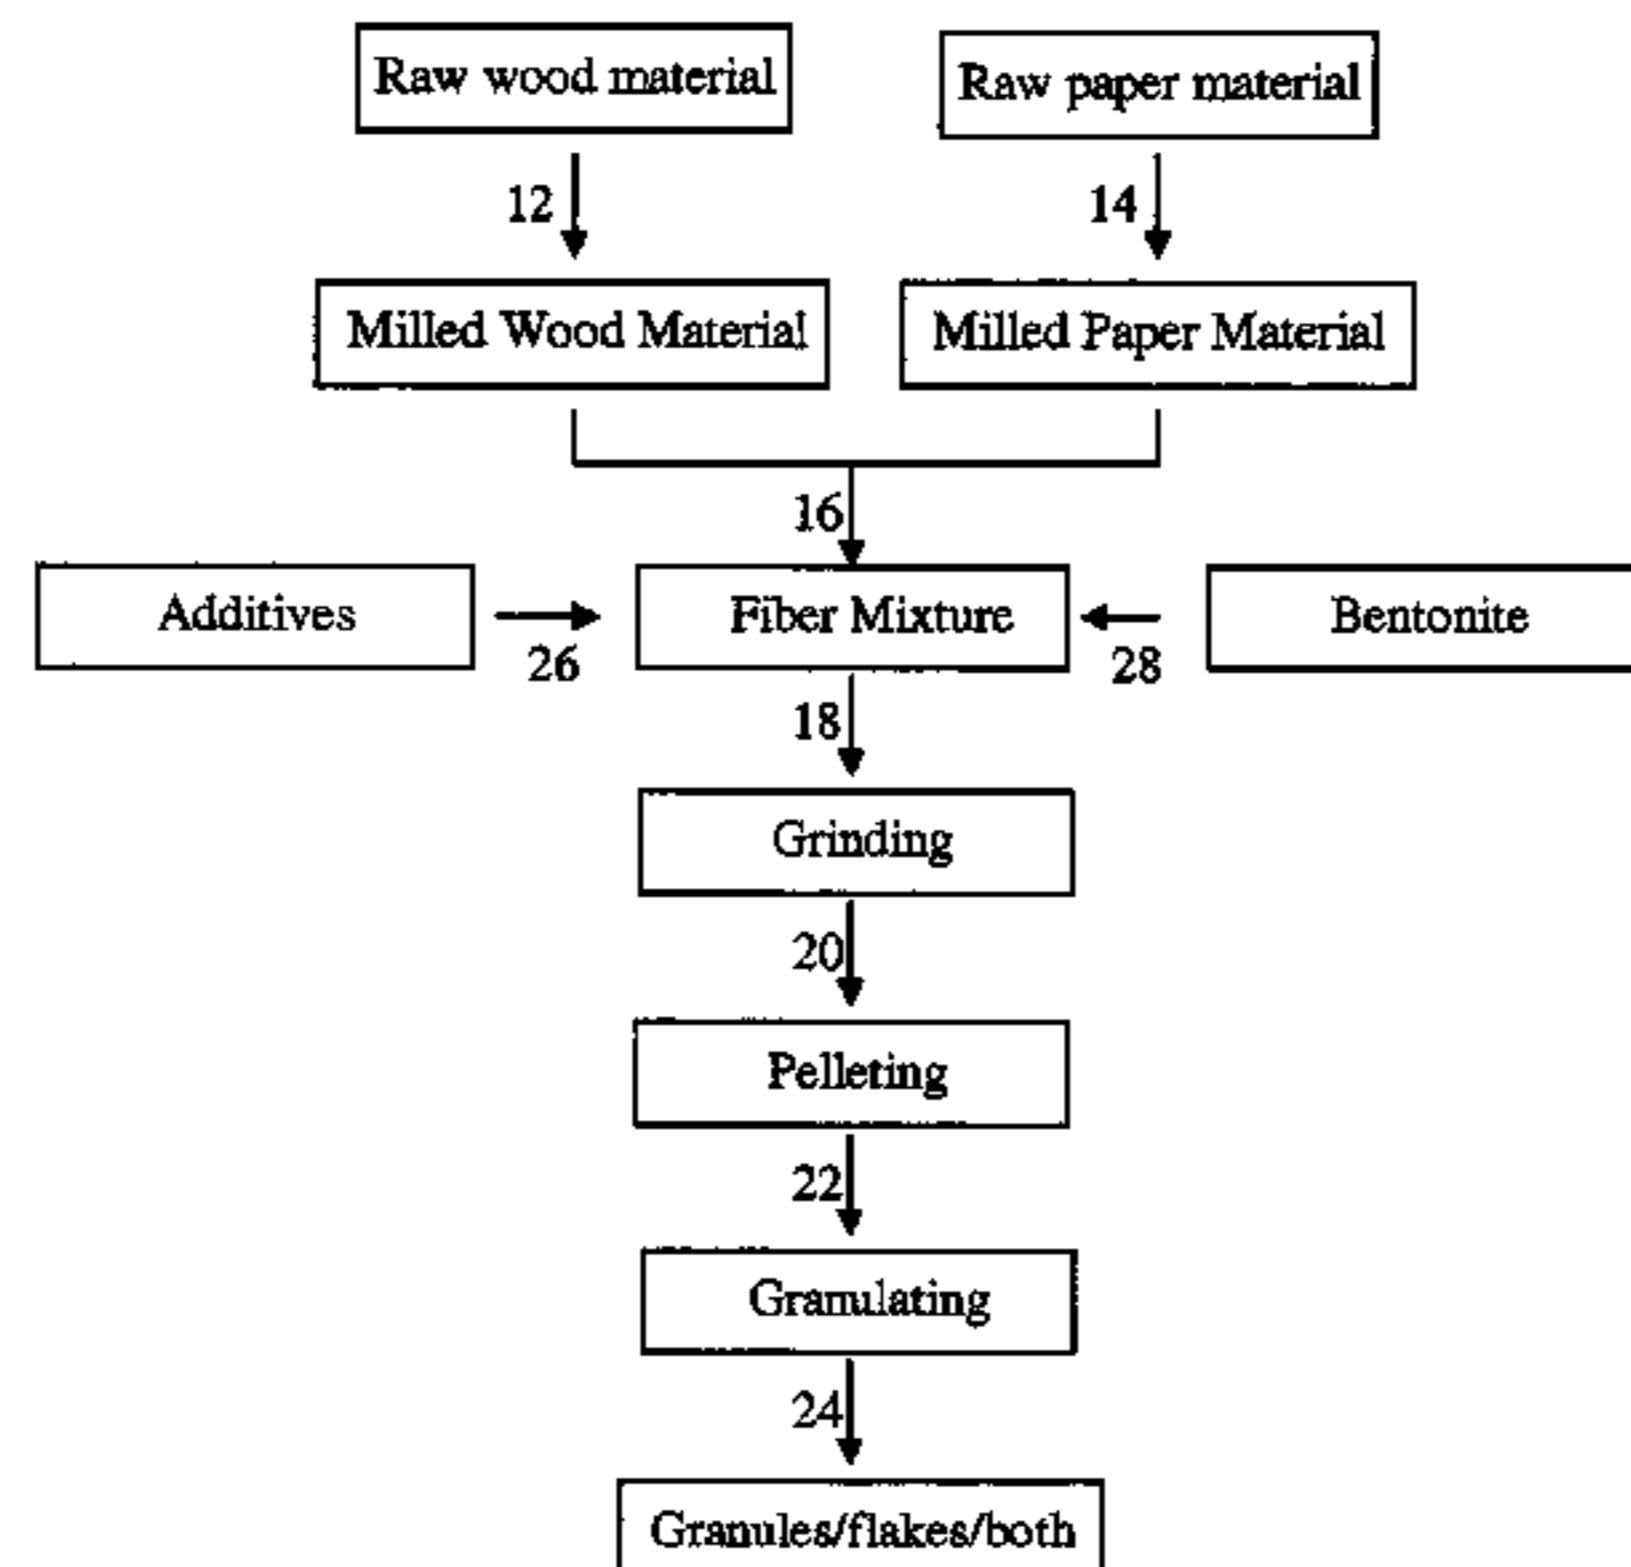 Raw wood material
Raw paper material
12
14
Milled Wood Material
Milled Paper Material
16
Additives
Fiber Mixture
Bentonite
26
28
18
Grinding
20
Pelleting
22
Granulating
24
Granules/flakes/both